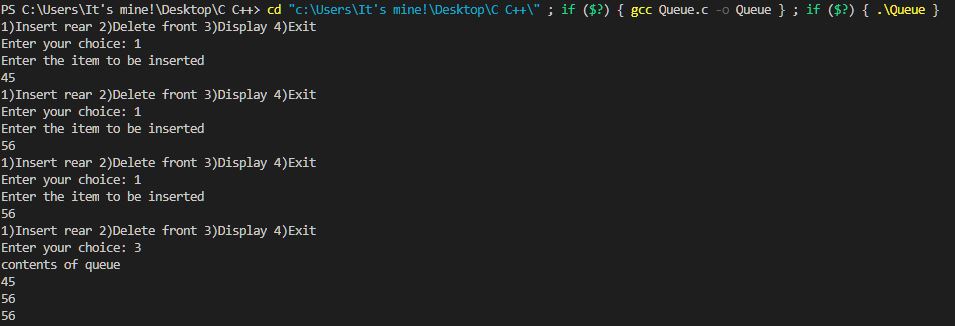 PS C:\Users\It's mine!\Desktop\C C++> cd "c:\Users\It's mine!\Desktop\C C++\" ; if ($?) { gcc Queue.c -o Queue } ; if ($?) { .\Queue }
1)Insert rear 2)Delete front 3)Display 4)Exit
Enter your choice: 1
Enter the item to be inserted
45
1)Insert rear 2)Delete front 3)Display 4)Exit
Enter your choice: 1
Enter the item to be inserted
56
1)Insert rear 2)Delete front 3)Display 4)Exit
Enter your choice: 1
Enter the item to be inserted
56
1)Insert rear 2)Delete front 3)Display 4)Exit
Enter your choice: 3
contents of queue
45
56
56